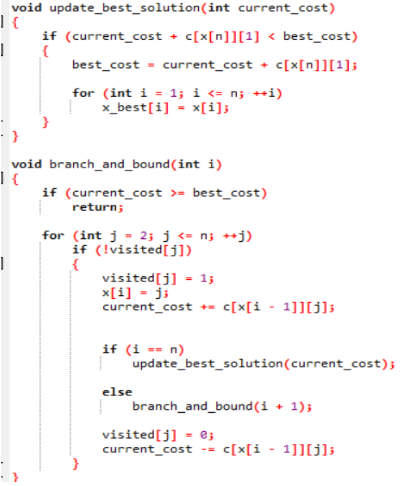 void update_best_solution(int current_cost)
{
    if (current_cost + c[x[n]][1] < best_cost)
    {
        best_cost = current_cost + c[x[n]][1];

        for (int i = 1; i <= n; ++i)
            x_best[i] = x[i];
    }
}

void branch_and_bound(int i)
{
    if (current_cost >= best_cost)
        return;

    for (int j = 2; j <= n; ++j)
        if (!visited[j])
        {
            visited[j] = 1;
            x[i] = j;
            current_cost += c[x[i - 1]][j];

            if (i == n)
                update_best_solution(current_cost);

            else
                branch_and_bound(i + 1);

            visited[j] = 0;
            current_cost -= c[x[i - 1]][j];
        }
}